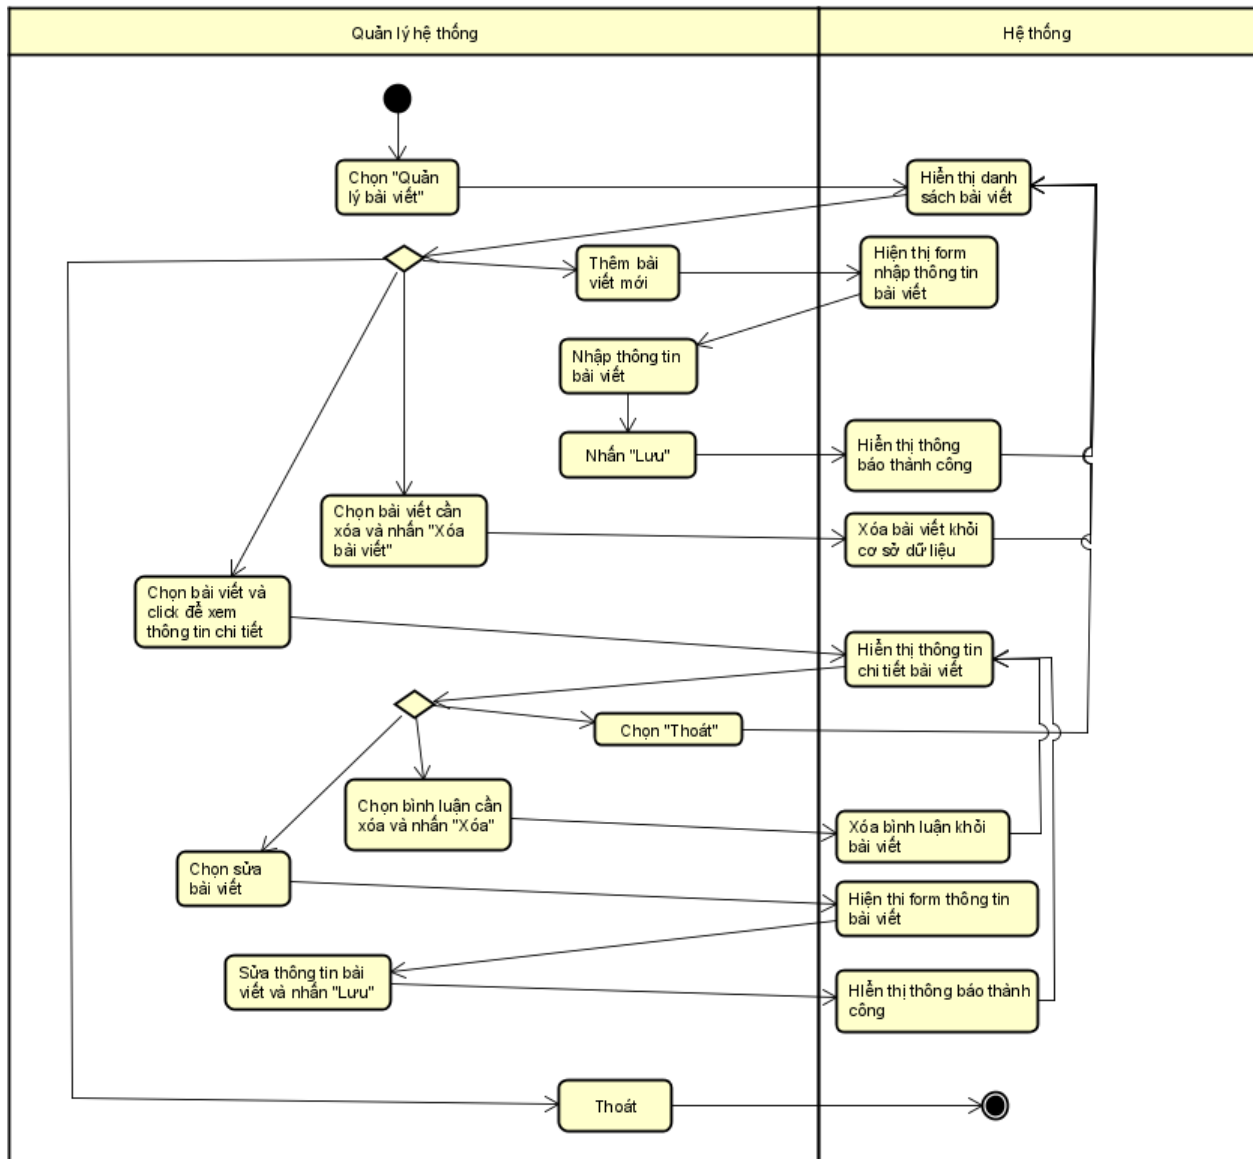 Quản lý hệ thống
Hệ thống
Chọn "Quản
lý bài viết"
Hiển thị danh
sách bài viết
Thêm bài
viết mới
Hiện thị form
nhập thông tin
bài viết
Nhập thông tin
bài viết
Nhấn "Lưu"
Hiển thị thông
báo thành công
Chọn bài viết cần
xóa và nhấn "Xóa
bài viết"
Xóa bài viết khỏi
cơ sở dữ liệu
Chọn bài viết và
click để xem
thông tin chi tiết
Hiển thị thông tin
chi tiết bài viết
Chọn "Thoát"
Chọn bình luận cần
xóa và nhấn "Xóa"
Xóa bình luận khỏi
bài viết
Chọn sửa
bài viết
Hiện thi form thông tin
bài viết
Sửa thông tin bài
viết và nhấn "Lưu"
HIển thị thông báo thành
công
Thoát